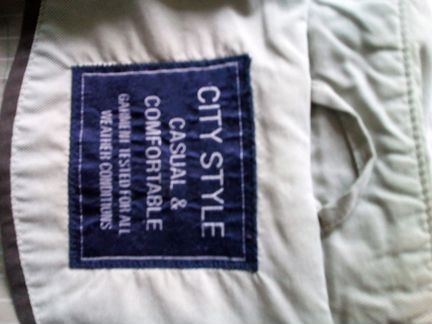 CITY STYLE
CASUAL &
COMFORTABLE
GARMENT TESTED FOR ALL
WEATHER CONDITIONS